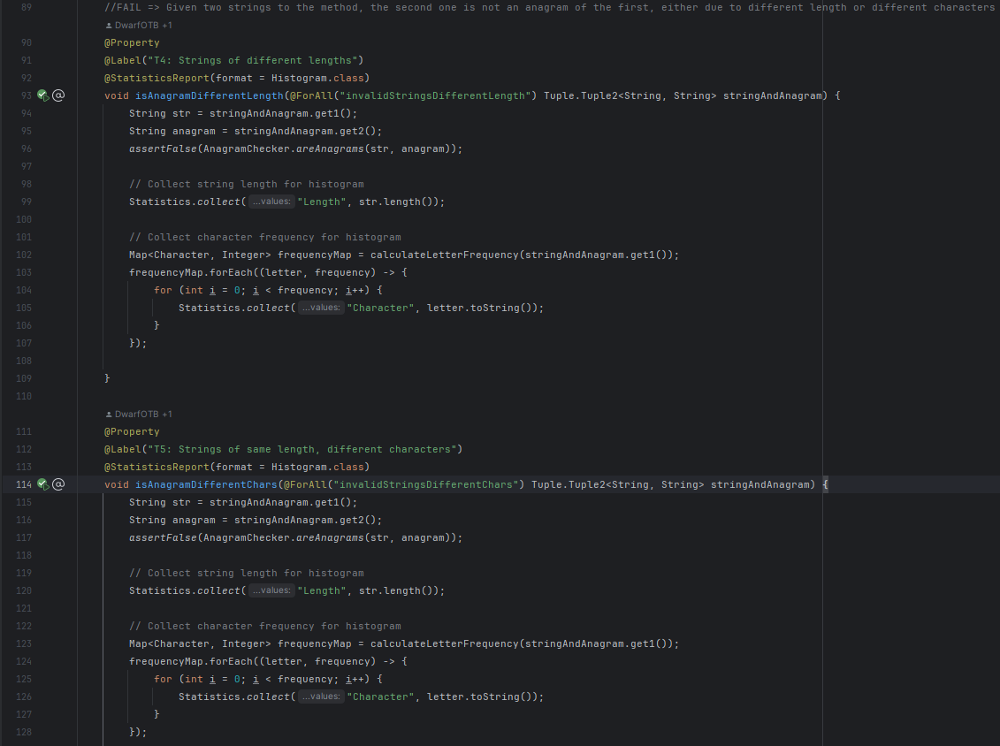 89 //FAIL => Given two strings to the method, the second one is not an anagram of the first, either due to different length or different characters
DwarfOTB +1
90 @Property
91 @Label("T4: Strings of different lengths")
92 @StatisticsReport(format = Histogram.class)
93 void isAnagramDifferentLength(@ForAll("invalidStringsDifferentLength") Tuple.Tuple2<String, String> stringAndAnagram) {
94 String str = stringAndAnagram.get1();
95 String anagram = stringAndAnagram.get2();
96 assertFalse(AnagramChecker.areAnagrams(str, anagram));
97
98 // Collect string length for histogram
99 Statistics.collect( ...values: "Length", str.length());
100
101 // Collect character frequency for histogram
102 Map<Character, Integer> frequencyMap = calculateLetterFrequency(stringAndAnagram.get1());
103 frequencyMap.forEach((letter, frequency) -> {
104 for (int i = 0; i < frequency; i++) {
105 Statistics.collect( ...values: "Character", letter.toString());
106 }
107 });
108
109 }
110
DwarfOTB +1
111 @Property
112 @Label("T5: Strings of same length, different characters")
113 @StatisticsReport(format = Histogram.class)
114 void isAnagramDifferentChars(@ForAll("invalidStringsDifferentChars") Tuple.Tuple2<String, String> stringAndAnagram) {
115 String str = stringAndAnagram.get1();
116 String anagram = stringAndAnagram.get2();
117 assertFalse(AnagramChecker.areAnagrams(str, anagram));
118
119 // Collect string length for histogram
120 Statistics.collect( ...values: "Length", str.length());
121
122 // Collect character frequency for histogram
123 Map<Character, Integer> frequencyMap = calculateLetterFrequency(stringAndAnagram.get1());
124 frequencyMap.forEach((letter, frequency) -> {
125 for (int i = 0; i < frequency; i++) {
126 Statistics.collect( ...values: "Character", letter.toString());
127 }
128 });